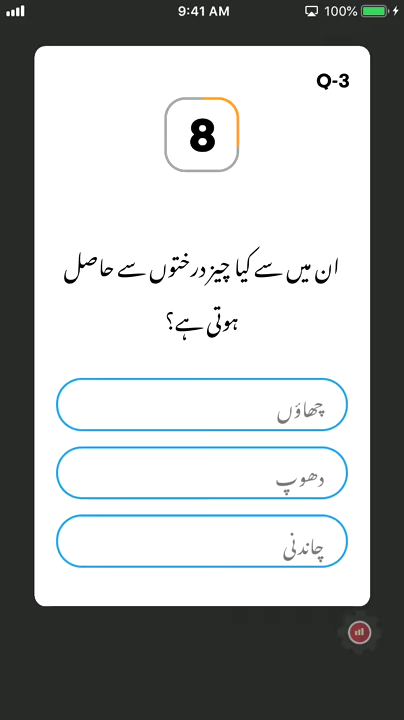 9:41 AM
100%
Q-3
8
ان میں سے کیا چیز درختوں سے حاصل
ہوتی ہے؟
چھاؤں
دھوپ
چاندنی